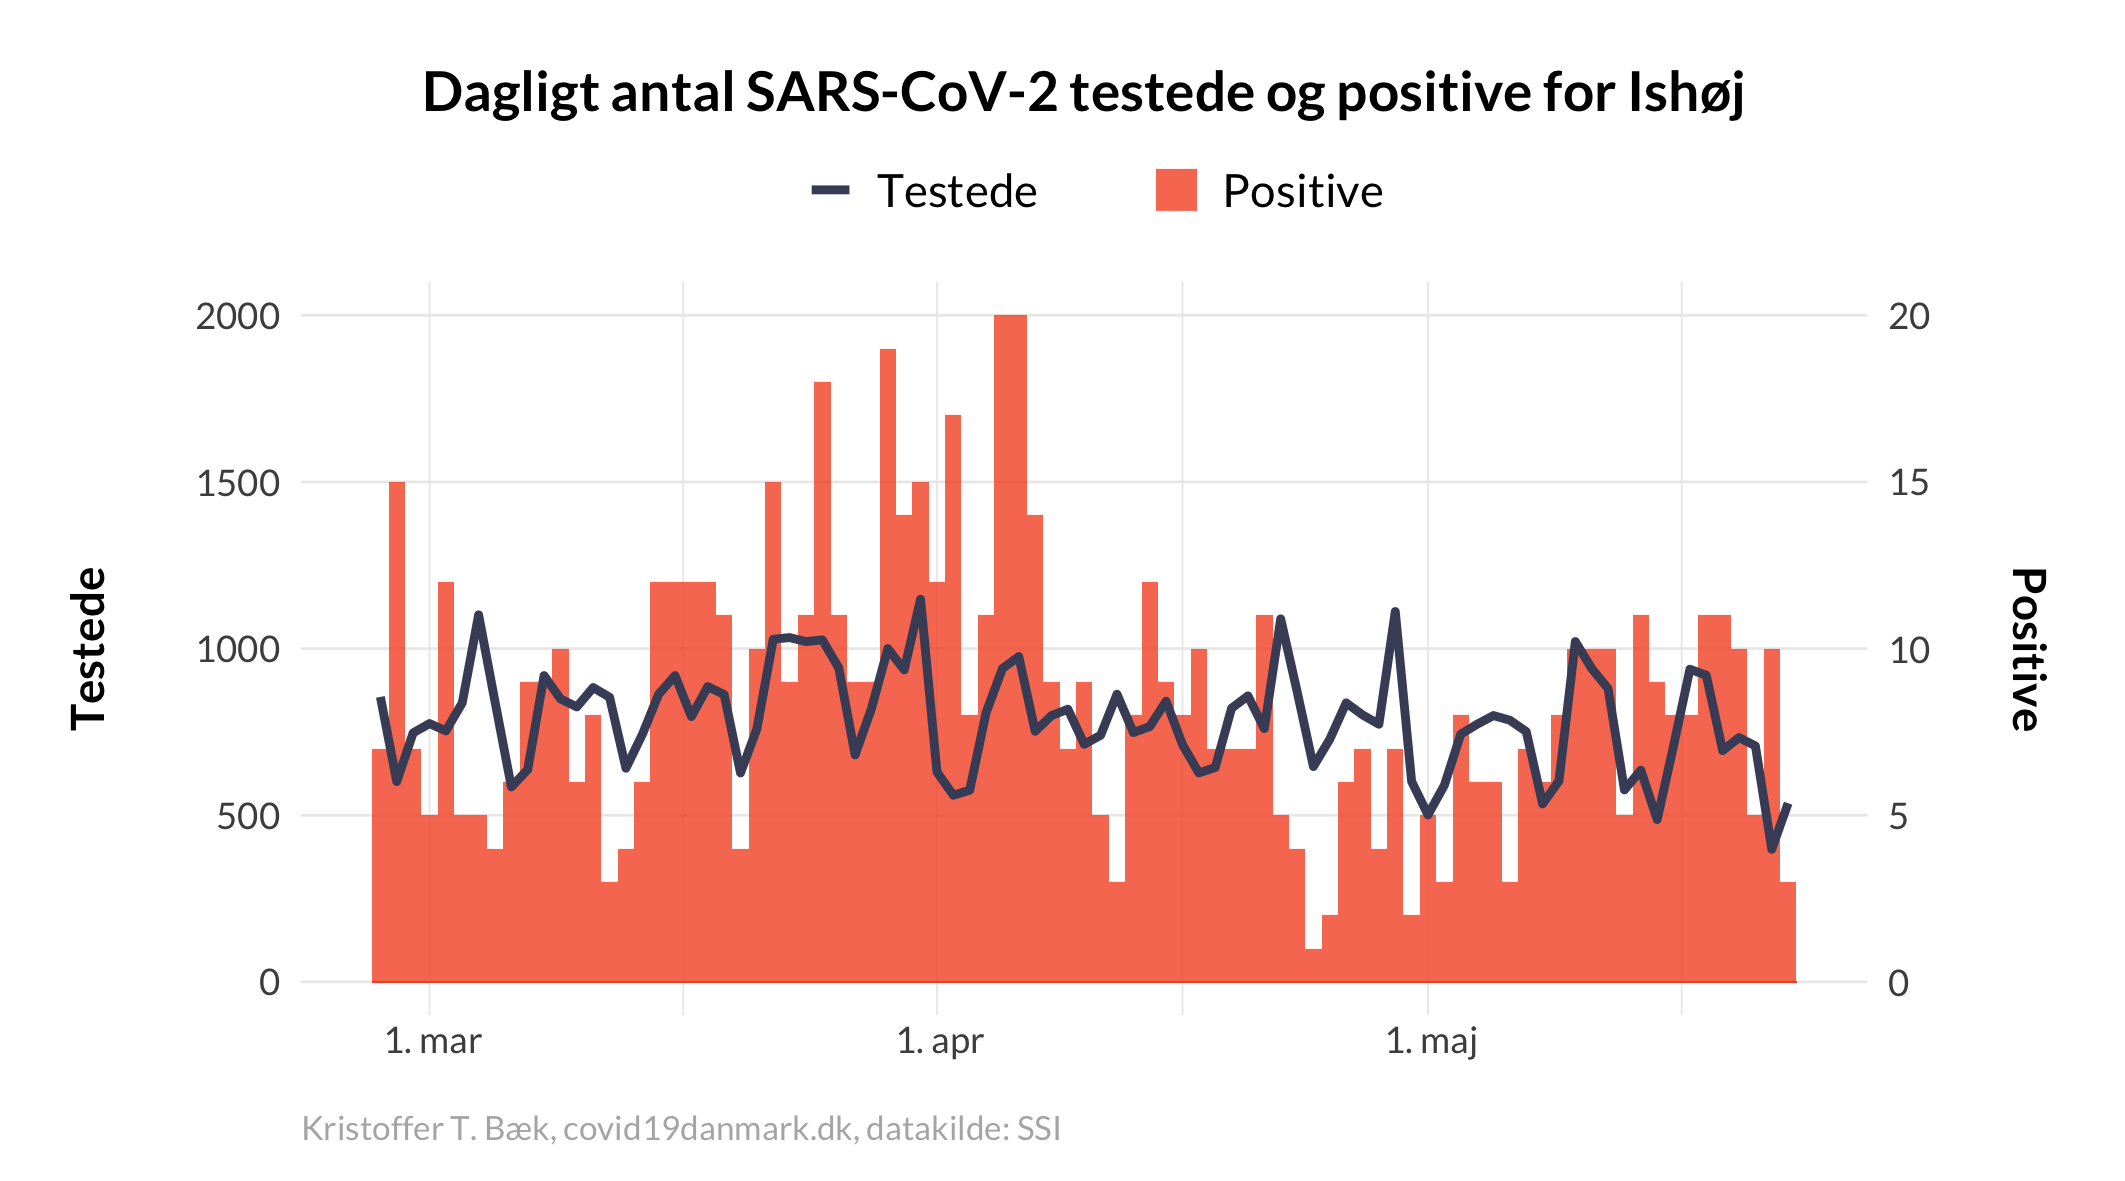 Dagligt antal SARS-CoV-2 testede og positive for Ishøj
Testede
Positive
2000
1500
1000
500
0
20
15
10
5
0
Testede
Positive
1. mar
1. apr
1. maj
Kristoffer T. Bæk, covid19danmark.dk, datakilde: SSI